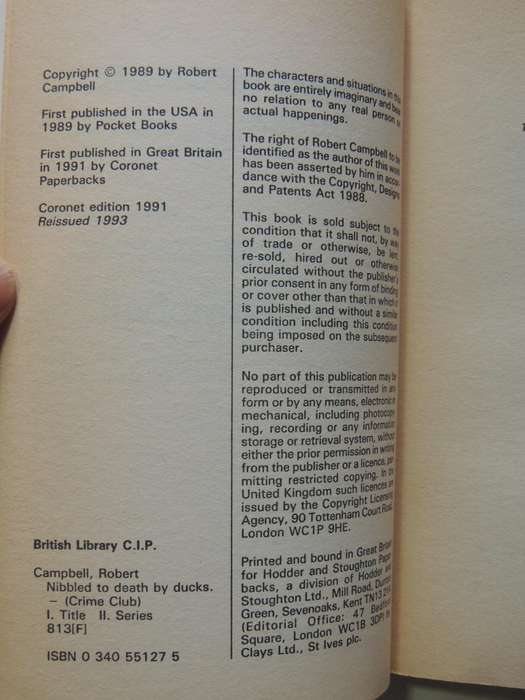 Copyright © 1989 by Robert
Campbell
First published in the USA in
1989 by Pocket Books
First published in Great Britain
in 1991 by Coronet
Paperbacks
Coronet edition 1991
Reissued 1993
British Library C.I.P.
Campbell, Robert
Nibbled to death by ducks.
– (Crime Club)
I. Title II. Series
813[F]
ISBN 0 340 55127 5
The characters and situations in this
book are entirely imaginary and bear
no relation to any real person or
actual happenings.
The right of Robert Campbell to be
identified as the author of this work
has been asserted by him in accor-
dance with the Copyright, Designs
and Patents Act 1988.
This book is sold subject to the
condition that it shall not, by way
of trade or otherwise, be lent,
re-sold, hired out or otherwise
circulated without the publisher's
prior consent in any form of binding
or cover other than that in which it
is published and without a similar
condition including this condition
being imposed on the subsequent
purchaser.
No part of this publication may be
reproduced or transmitted in any
form or by any means, electronic or
mechanical, including photocopy-
ing, recording or any information
storage or retrieval system, without
either the prior permission in writing
from the publisher or a licence, per-
mitting restricted copying. In the
United Kingdom such licences are
issued by the Copyright Licensing
Agency, 90 Tottenham Court Road,
London WC1P 9HE.
Printed and bound in Great Britain
for Hodder and Stoughton Paper-
backs, a division of Hodder and
Stoughton Ltd., Mill Road, Dunton
Green, Sevenoaks, Kent TN13
(Editorial Office: 47 Bedford
Square, London WC1B 3DP) by
Clays Ltd., St Ives plc.